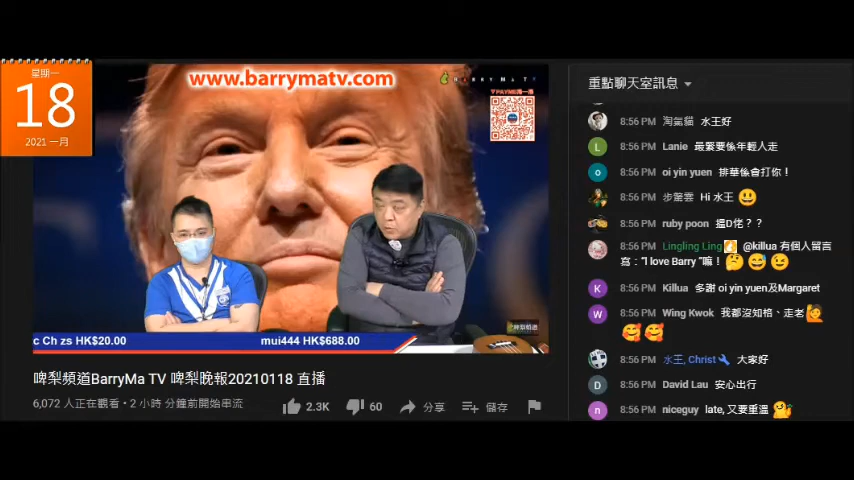 星期一
18
2021 一月
www.barrymatv.com
BARRY MA TV
c Ch zs HK$20.00
mui444 HK$688.00
啤梨頻道
啤梨頻道BarryMa TV 啤梨晚報20210118 直播
6,072 人正在觀看 • 2 小時 分鐘前開始串流
2.3K
60
分享
儲存
重點聊天室訊息
8:56 PM 淘氣貓 水王好
L
8:56 PM Lanie 最緊要係年輕人走
o
8:56 PM oi yin yuen 排華係會打你！
8:56 PM 步驚雲 Hi 水王 😃
8:56 PM ruby poon 搵D佬？？
8:56 PM Lingling Ling @killua 有個人留言
寫："I love Barry "嘛！🤔😅😉
K
8:56 PM Killua 多謝 oi yin yuen及Margaret
W
8:56 PM Wing Kwok 我都沒知格、走老🙋
🥰🥰
8:56 PM 水王, Christ 大家好
D
8:56 PM David Lau 安心出行
n
8:56 PM niceguy late, 又要重溫